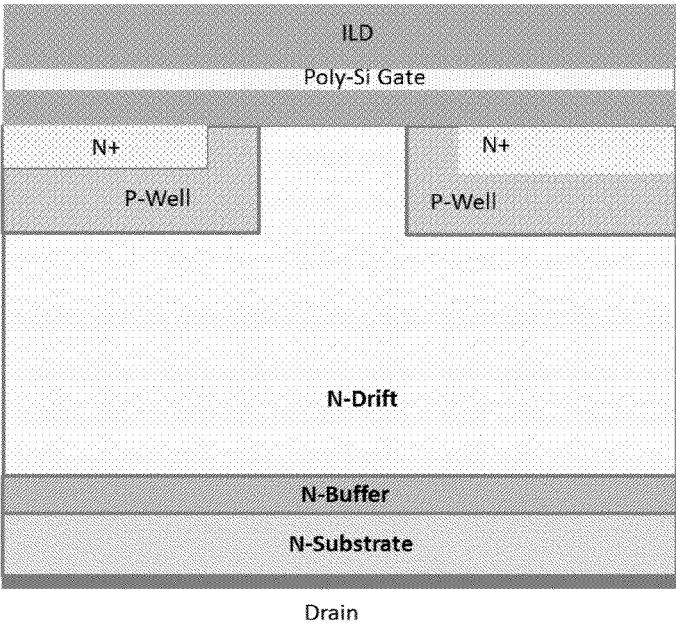 ILD
Poly-Si Gate
N+
N+
P-Well
P-Well
N-Drift
N-Buffer
N-Substrate
Drain